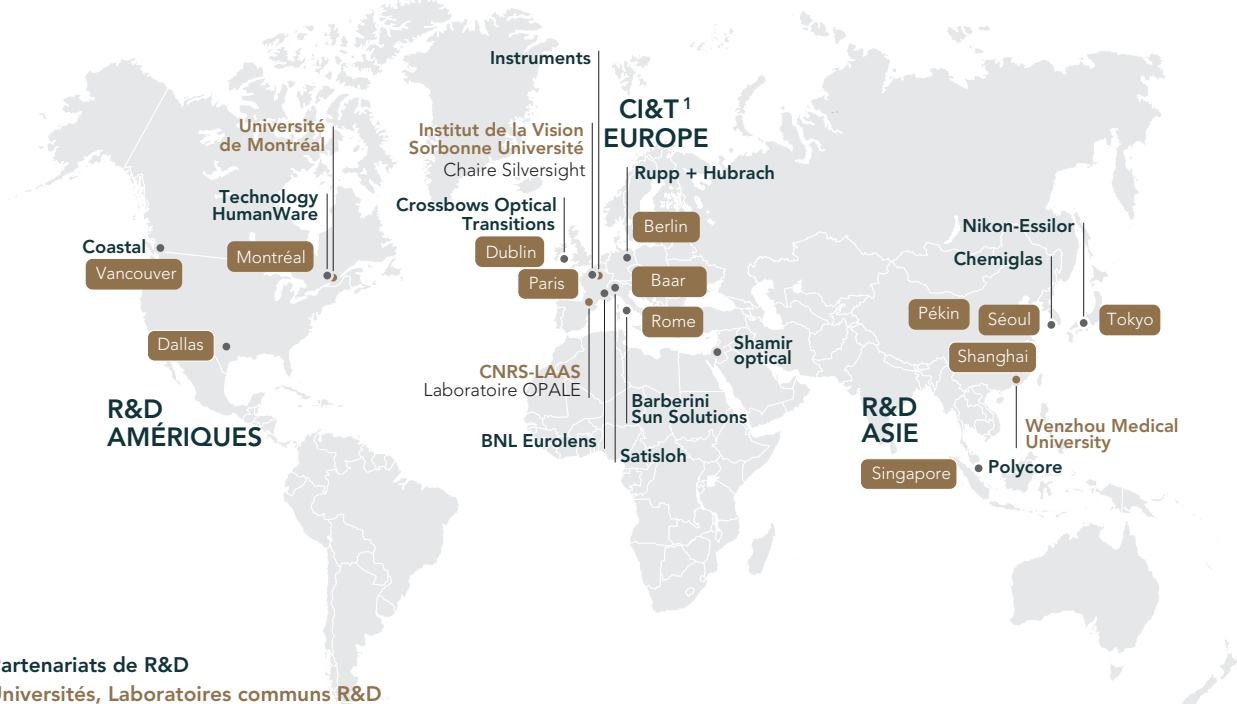 Instruments
CI&T 1
EUROPE
Université
de Montréal
Institut de la Vision
Sorbonne Université
Chaire Silversight
Rupp + Hubrach
Technology
HumanWare
Crossbows Optical
Transitions
Berlin
Nikon-Essilor
Coastal
Montréal
Dublin
Chemiglas
Vancouver
Paris
Baar
Pékin
Séoul
Tokyo
Rome
Dallas
Shamir
optical
Shanghai
CNRS-LAAS
Laboratoire OPALE
R&D
AMÉRIQUES
Barberini
Sun Solutions
R&D
ASIE
BNL Eurolens
Satisloh
Wenzhou Medical
University
Singapore
Polycore
artenariats de R&D
niversités, Laboratoires communs R&D